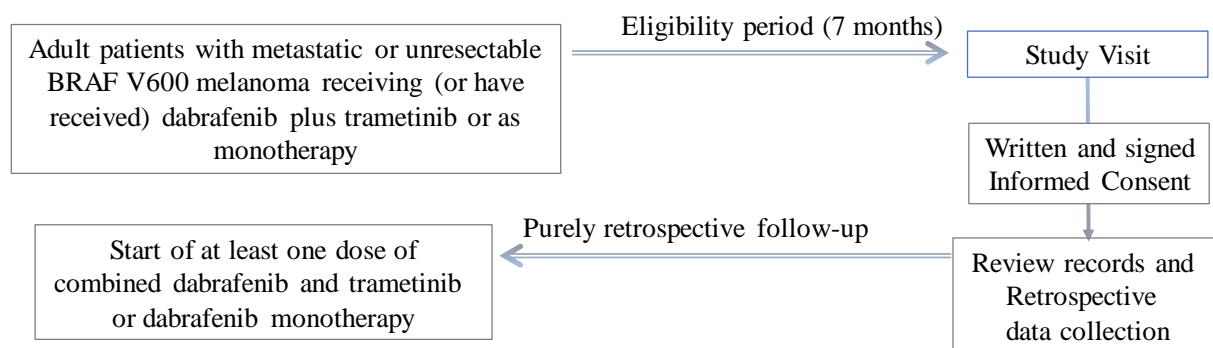 Eligibility period (7 months)
Adult patients with metastatic or unresectable
BRAF V600 melanoma receiving (or have
received) dabrafenib plus trametinib or as
monotherapy
Study Visit
Written and signed
Informed Consent
Purely retrospective follow-up
Start of at least one dose of
combined dabrafenib and trametinib
or dabrafenib monotherapy
Review records and
Retrospective
data collection